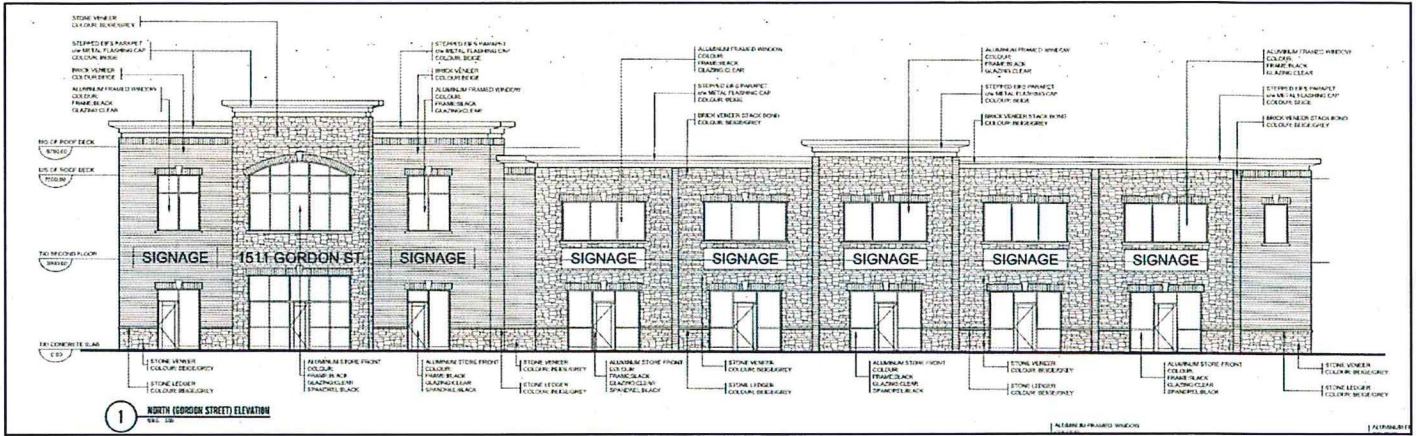 STONE VENEER
COLOUR: BEIGE/GREY
STEPPED EIFS PARAPET
c/w METAL FLASHING CAP
COLOUR: BEIGE
BRICK VENEER
COLOUR: BEIGE
ALUMINUM FRAMED WINDOW
COLOUR:
FRAME: BLACK
GLAZING: CLEAR
STEPPED EIFS PARAPET
c/w METAL FLASHING CAP
COLOUR: BEIGE
BRICK VENEER
COLOUR: BEIGE
ALUMINUM FRAMED WINDOW
COLOUR:
FRAME: BLACK
GLAZING: CLEAR
ALUMINUM FRAMED WINDOW
COLOUR:
FRAME: BLACK
GLAZING: CLEAR
STEPPED EIFS PARAPET
c/w METAL FLASHING CAP
COLOUR: BEIGE
BRICK VENEER STACK BOND
COLOUR: BEIGE/GREY
ALUMINUM FRAMED WINDOW
COLOUR:
FRAME: BLACK
GLAZING: CLEAR
STEPPED EIFS PARAPET
c/w METAL FLASHING CAP
COLOUR: BEIGE
BRICK VENEER STACK BOND
COLOUR: BEIGE/GREY
ALUMINUM FRAMED WINDOW
COLOUR:
FRAME: BLACK
GLAZING: CLEAR
STEPPED EIFS PARAPET
c/w METAL FLASHING CAP
COLOUR: BEIGE
BRICK VENEER STACK BOND
COLOUR: BEIGE/GREY
OF ROOF DECK
U/S OF ROOF DECK
T/O SECOND FLOOR
T/O CONCRETE SLAB
0.00
SIGNAGE
1511 GORDON ST.
SIGNAGE
SIGNAGE
SIGNAGE
SIGNAGE
SIGNAGE
SIGNAGE
STONE VENEER
COLOUR: BEIGE/GREY
STONE LEDGER
COLOUR: BEIGE/GREY
ALUMINUM STORE FRONT
COLOUR:
FRAME: BLACK
GLAZING: CLEAR
SPANDREL: BLACK
ALUMINUM STORE FRONT
COLOUR:
FRAME: BLACK
GLAZING: CLEAR
SPANDREL: BLACK
STONE VENEER
COLOUR: BEIGE/GREY
STONE LEDGER
COLOUR: BEIGE/GREY
ALUMINUM STORE FRONT
COLOUR:
FRAME: BLACK
GLAZING: CLEAR
SPANDREL: BLACK
STONE VENEER
COLOUR: BEIGE/GREY
STONE LEDGER
COLOUR: BEIGE/GREY
ALUMINUM STORE FRONT
COLOUR:
FRAME: BLACK
GLAZING: CLEAR
SPANDREL: BLACK
STONE VENEER
COLOUR: BEIGE/GREY
STONE LEDGER
COLOUR: BEIGE/GREY
ALUMINUM STORE FRONT
COLOUR:
FRAME: BLACK
GLAZING: CLEAR
SPANDREL: BLACK
STONE VENEER
COLOUR: BEIGE/GREY
STONE LEDGER
COLOUR: BEIGE/GREY
1
NORTH (GORDON STREET) ELEVATION
ALUMINUM FRAMED WINDOW